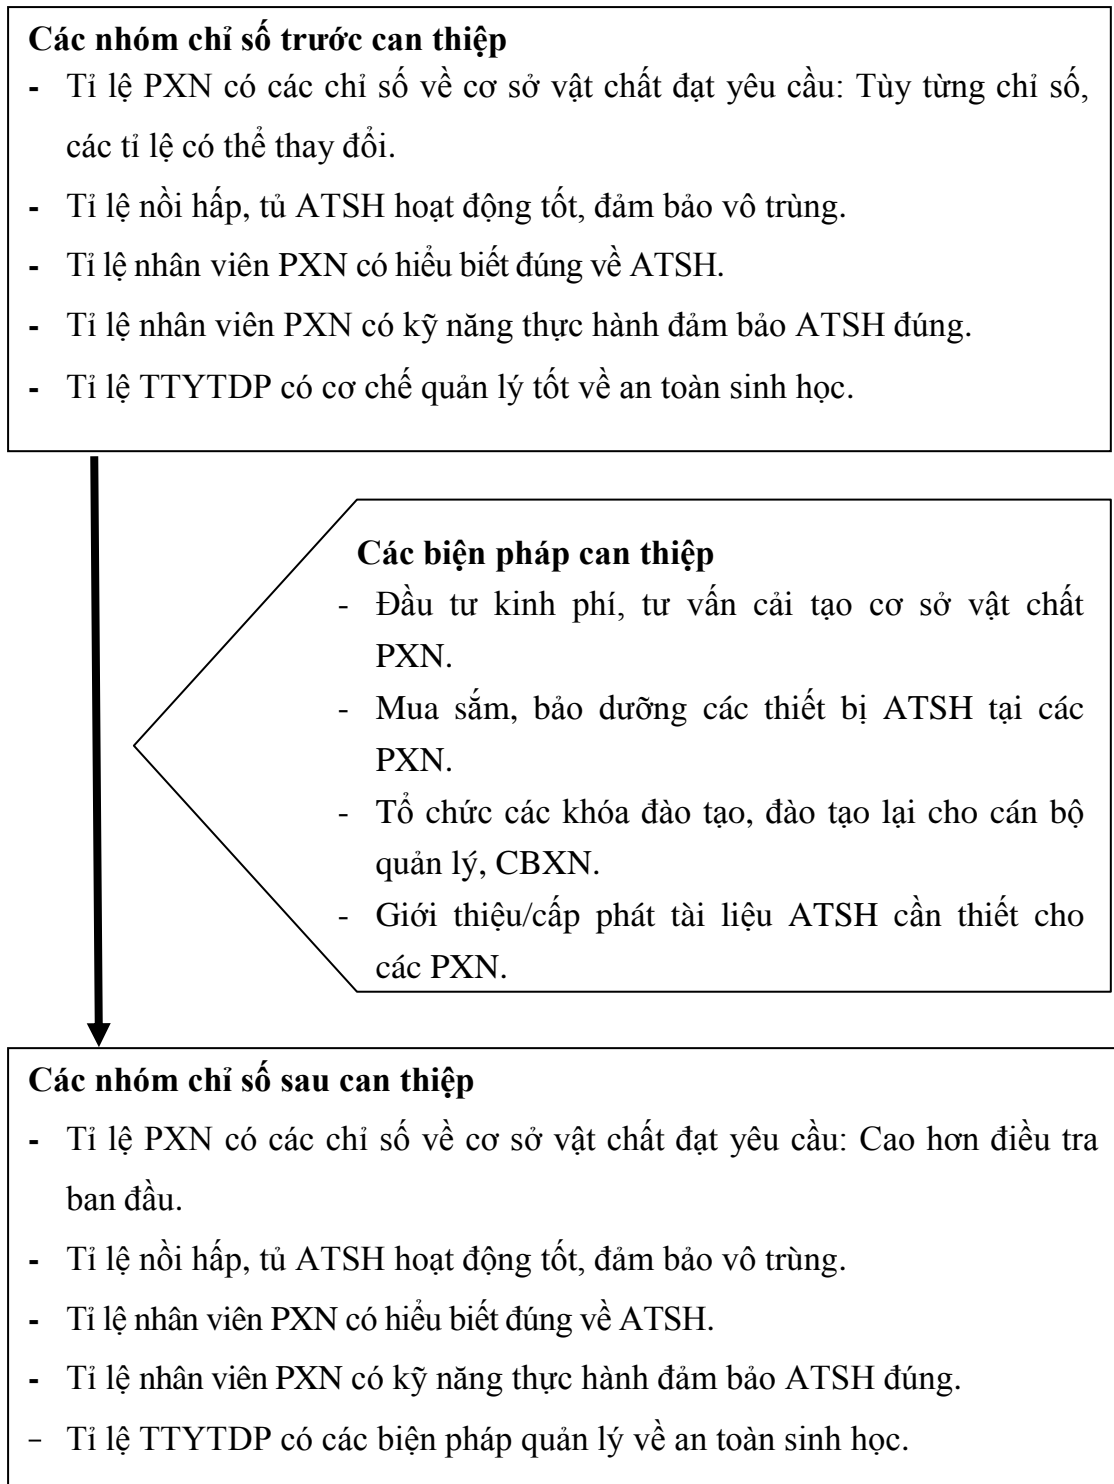 Các nhóm chỉ số trước can thiệp
- Tỉ lệ PXN có các chỉ số về cơ sở vật chất đạt yêu cầu: Tùy từng chỉ số,
các tỉ lệ có thể thay đổi.
- Tỉ lệ nồi hấp, tủ ATSH hoạt động tốt, đảm bảo vô trùng.
- Tỉ lệ nhân viên PXN có hiểu biết đúng về ATSH.
- Tỉ lệ nhân viên PXN có kỹ năng thực hành đảm bảo ATSH đúng.
- Tỉ lệ TTYTDP có cơ chế quản lý tốt về an toàn sinh học.
Các biện pháp can thiệp
- Đầu tư kinh phí, tư vấn cải tạo cơ sở vật chất
PXN.
- Mua sắm, bảo dưỡng các thiết bị ATSH tại các
PXN.
- Tổ chức các khóa đào tạo, đào tạo lại cho cán bộ
quản lý, CBXN.
- Giới thiệu/cấp phát tài liệu ATSH cần thiết cho
các PXN.
Các nhóm chỉ số sau can thiệp
- Tỉ lệ PXN có các chỉ số về cơ sở vật chất đạt yêu cầu: Cao hơn điều tra
ban đầu.
- Tỉ lệ nồi hấp, tủ ATSH hoạt động tốt, đảm bảo vô trùng.
- Tỉ lệ nhân viên PXN có hiểu biết đúng về ATSH.
- Tỉ lệ nhân viên PXN có kỹ năng thực hành đảm bảo ATSH đúng.
- Tỉ lệ TTYTDP có các biện pháp quản lý về an toàn sinh học.